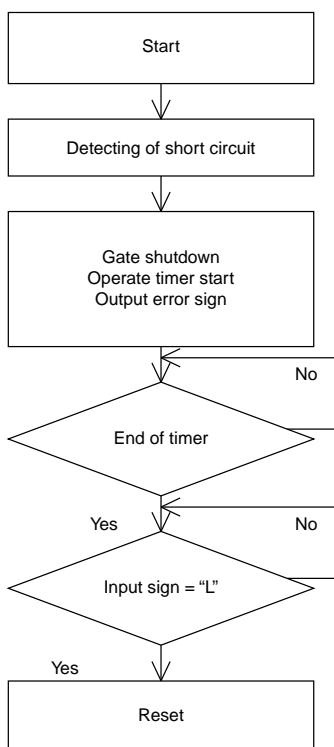 Start
Detecting of short circuit
Gate shutdown
Operate timer start
Output error sign
No
End of timer
Yes
No
Input sign = “L”
Yes
Reset